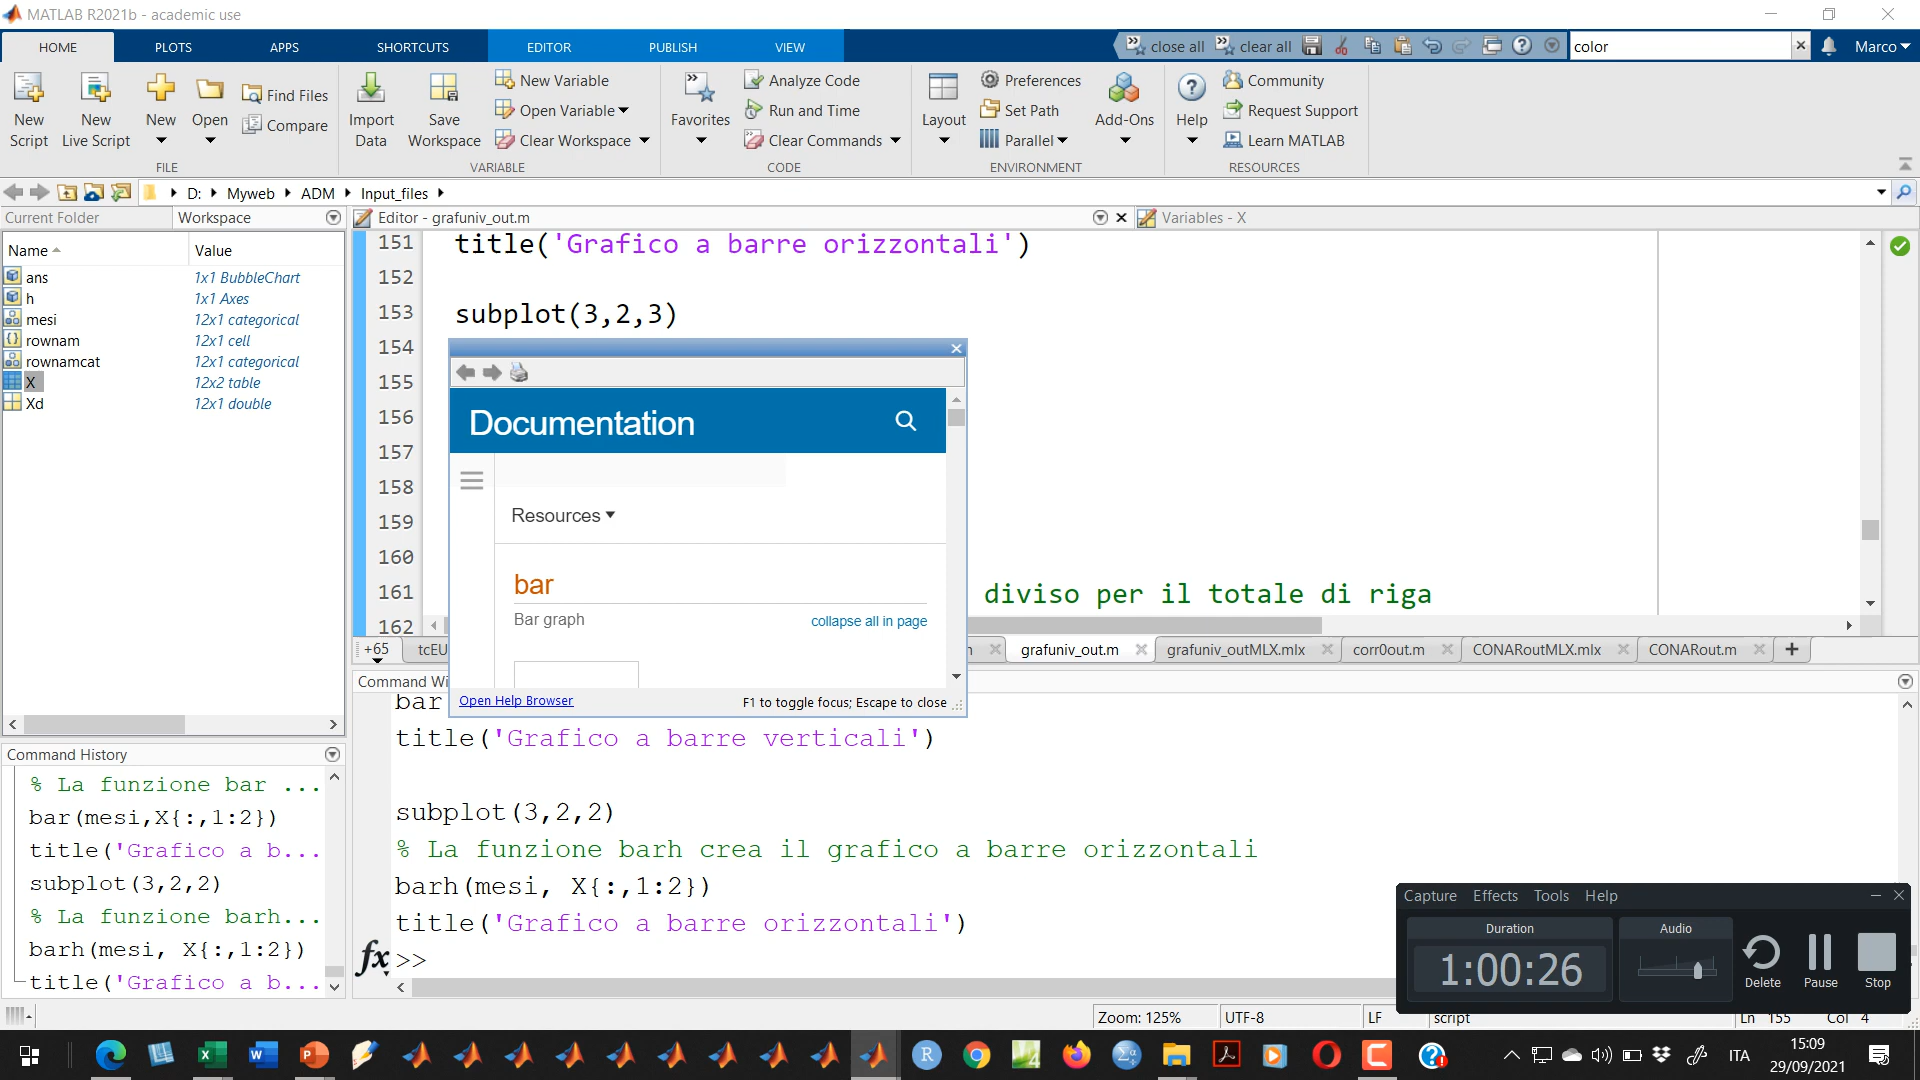 MATLAB R2021b - academic use
HOME PLOTS APPS SHORTCUTS EDITOR PUBLISH VIEW
close all clear all color Marco
New Script
New Live Script
New
Open
Find Files
Compare
FILE
Import Data
Save Workspace
New Variable
Open Variable
Clear Workspace
VARIABLE
Favorites
Analyze Code
Run and Time
Clear Commands
CODE
Layout
Preferences
Set Path
Parallel
Add-Ons
ENVIRONMENT
Help
Community
Request Support
Learn MATLAB
RESOURCES
D: Myweb ADM Input_files
Current Folder Workspace
Name Value
ans 1x1 BubbleChart
h 1x1 Axes
mesi 12x1 categorical
rownam 12x1 cell
rownamcat 12x1 categorical
X 12x2 table
Xd 12x1 double
Editor - grafuniv_out.m Variables - X
151 title('Grafico a barre orizzontali')
152
153 subplot(3,2,3)
154
155
156
157
158
159
160
161 diviso per il totale di riga
162
Documentation
Resources
bar
Bar graph collapse all in page
Open Help Browser F1 to toggle focus; Escape to close
+65 tcEU grafuniv_out.m grafuniv_outMLX.mlx corr0out.m CONARoutMLX.mlx CONARout.m
Command Wi
bar
title('Grafico a barre verticali')
subplot(3,2,2)
% La funzione barh crea il grafico a barre orizzontali
barh(mesi, X{:,1:2})
title('Grafico a barre orizzontali')
fx >>
Command History
% La funzione bar ...
bar(mesi,X{:,1:2})
title('Grafico a b...
subplot(3,2,2)
% La funzione barh...
barh(mesi, X{:,1:2})
title('Grafico a b...
Capture Effects Tools Help
Duration Audio
1:00:26
Delete Pause Stop
Zoom: 125% UTF-8 LF script Ln 155 Col 4
ITA
15:09
29/09/2021